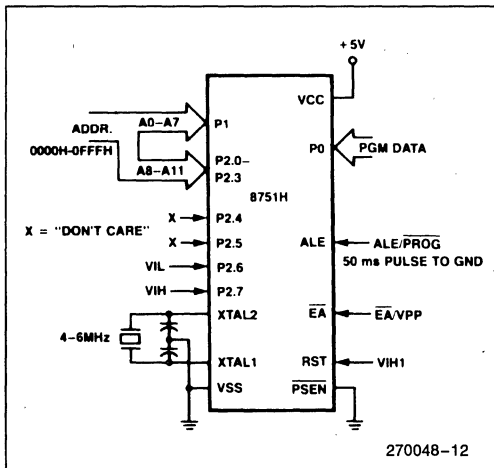 + 5V
VCC
A0–A7
P1
ADDR.
0000H-0FFFH
P2.0–
P2.3
A8–A11
P0
PGM DATA
8751H
X
P2.4
X = "DON'T CARE"
X
P2.5
ALE
ALE/PROG
50 ms PULSE TO GND
VIL
P2.6
VIH
P2.7
XTAL2
EA
EA/VPP
4–6MHz
XTAL1
RST
VIH1
VSS
PSEN
270048–12